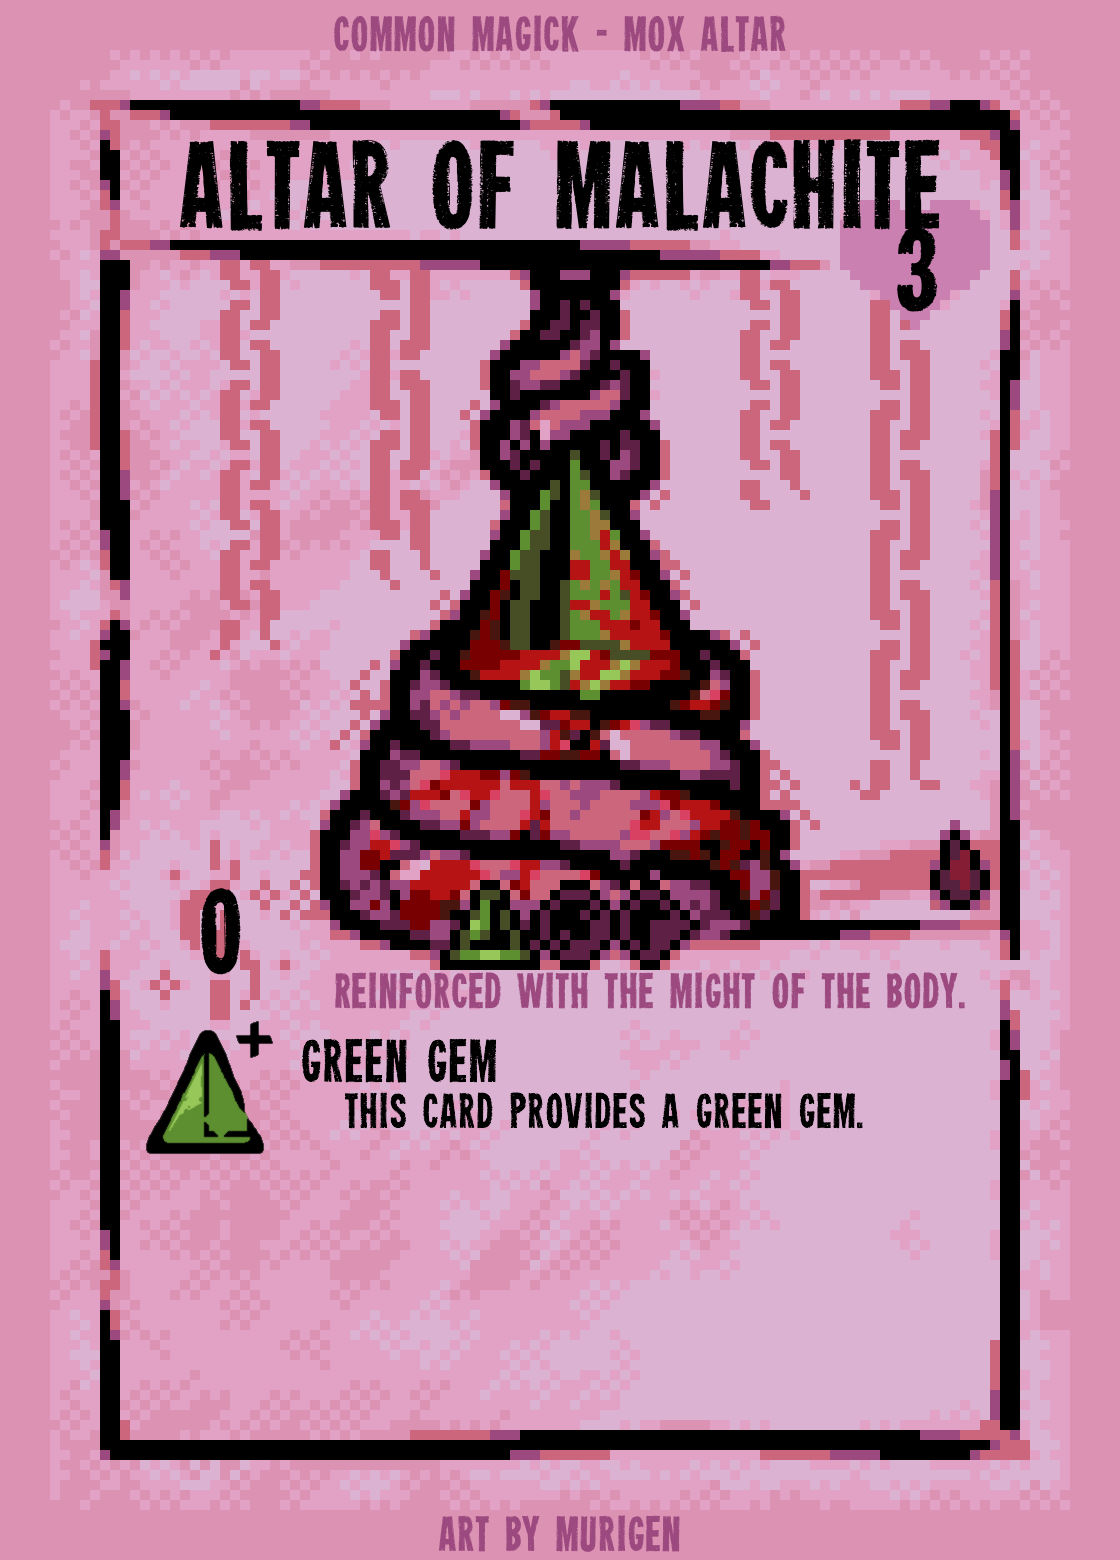 COMMON MAGICK - MOX ALTAR
ALTAR OF MALACHITE
3
0
REINFORCED WITH THE MIGHT OF THE BODY.
GREEN GEM
THIS CARD PROVIDES A GREEN GEM.
ART BY MURIGEN